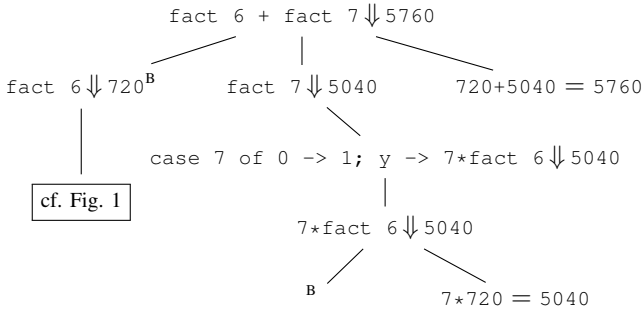 fact 6 + fact 7 ⇓ 5760
fact 6 ⇓ 720ᴮ fact 7 ⇓ 5040 720+5040 = 5760
case 7 of 0 -> 1; y -> 7*fact 6 ⇓ 5040
cf. Fig. 1
7*fact 6 ⇓ 5040
ᴮ 7*720 = 5040